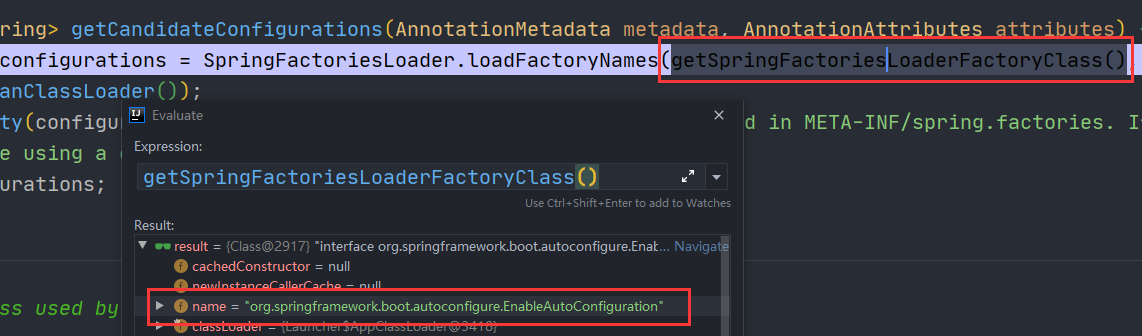 ring> getCandidateConfigurations(AnnotationMetadata metadata, AnnotationAttributes attributes)
configurations = SpringFactoriesLoader.loadFactoryNames(getSpringFactoriesLoaderFactoryClass(),
anClassLoader());
ty(configu d in META-INF/spring.factories. I
e using a
urations;
ss used by
Evaluate
Expression:
getSpringFactoriesLoaderFactoryClass()
Use Ctrl+Shift+Enter to add to Watches
Result:
result = {Class@2917} "interface org.springframework.boot.autoconfigure.Enab... Navigate
cachedConstructor = null
newInstanceCallerCache = null
name = "org.springframework.boot.autoconfigure.EnableAutoConfiguration"
classLoader = {Launcher$AppClassLoader@3418}